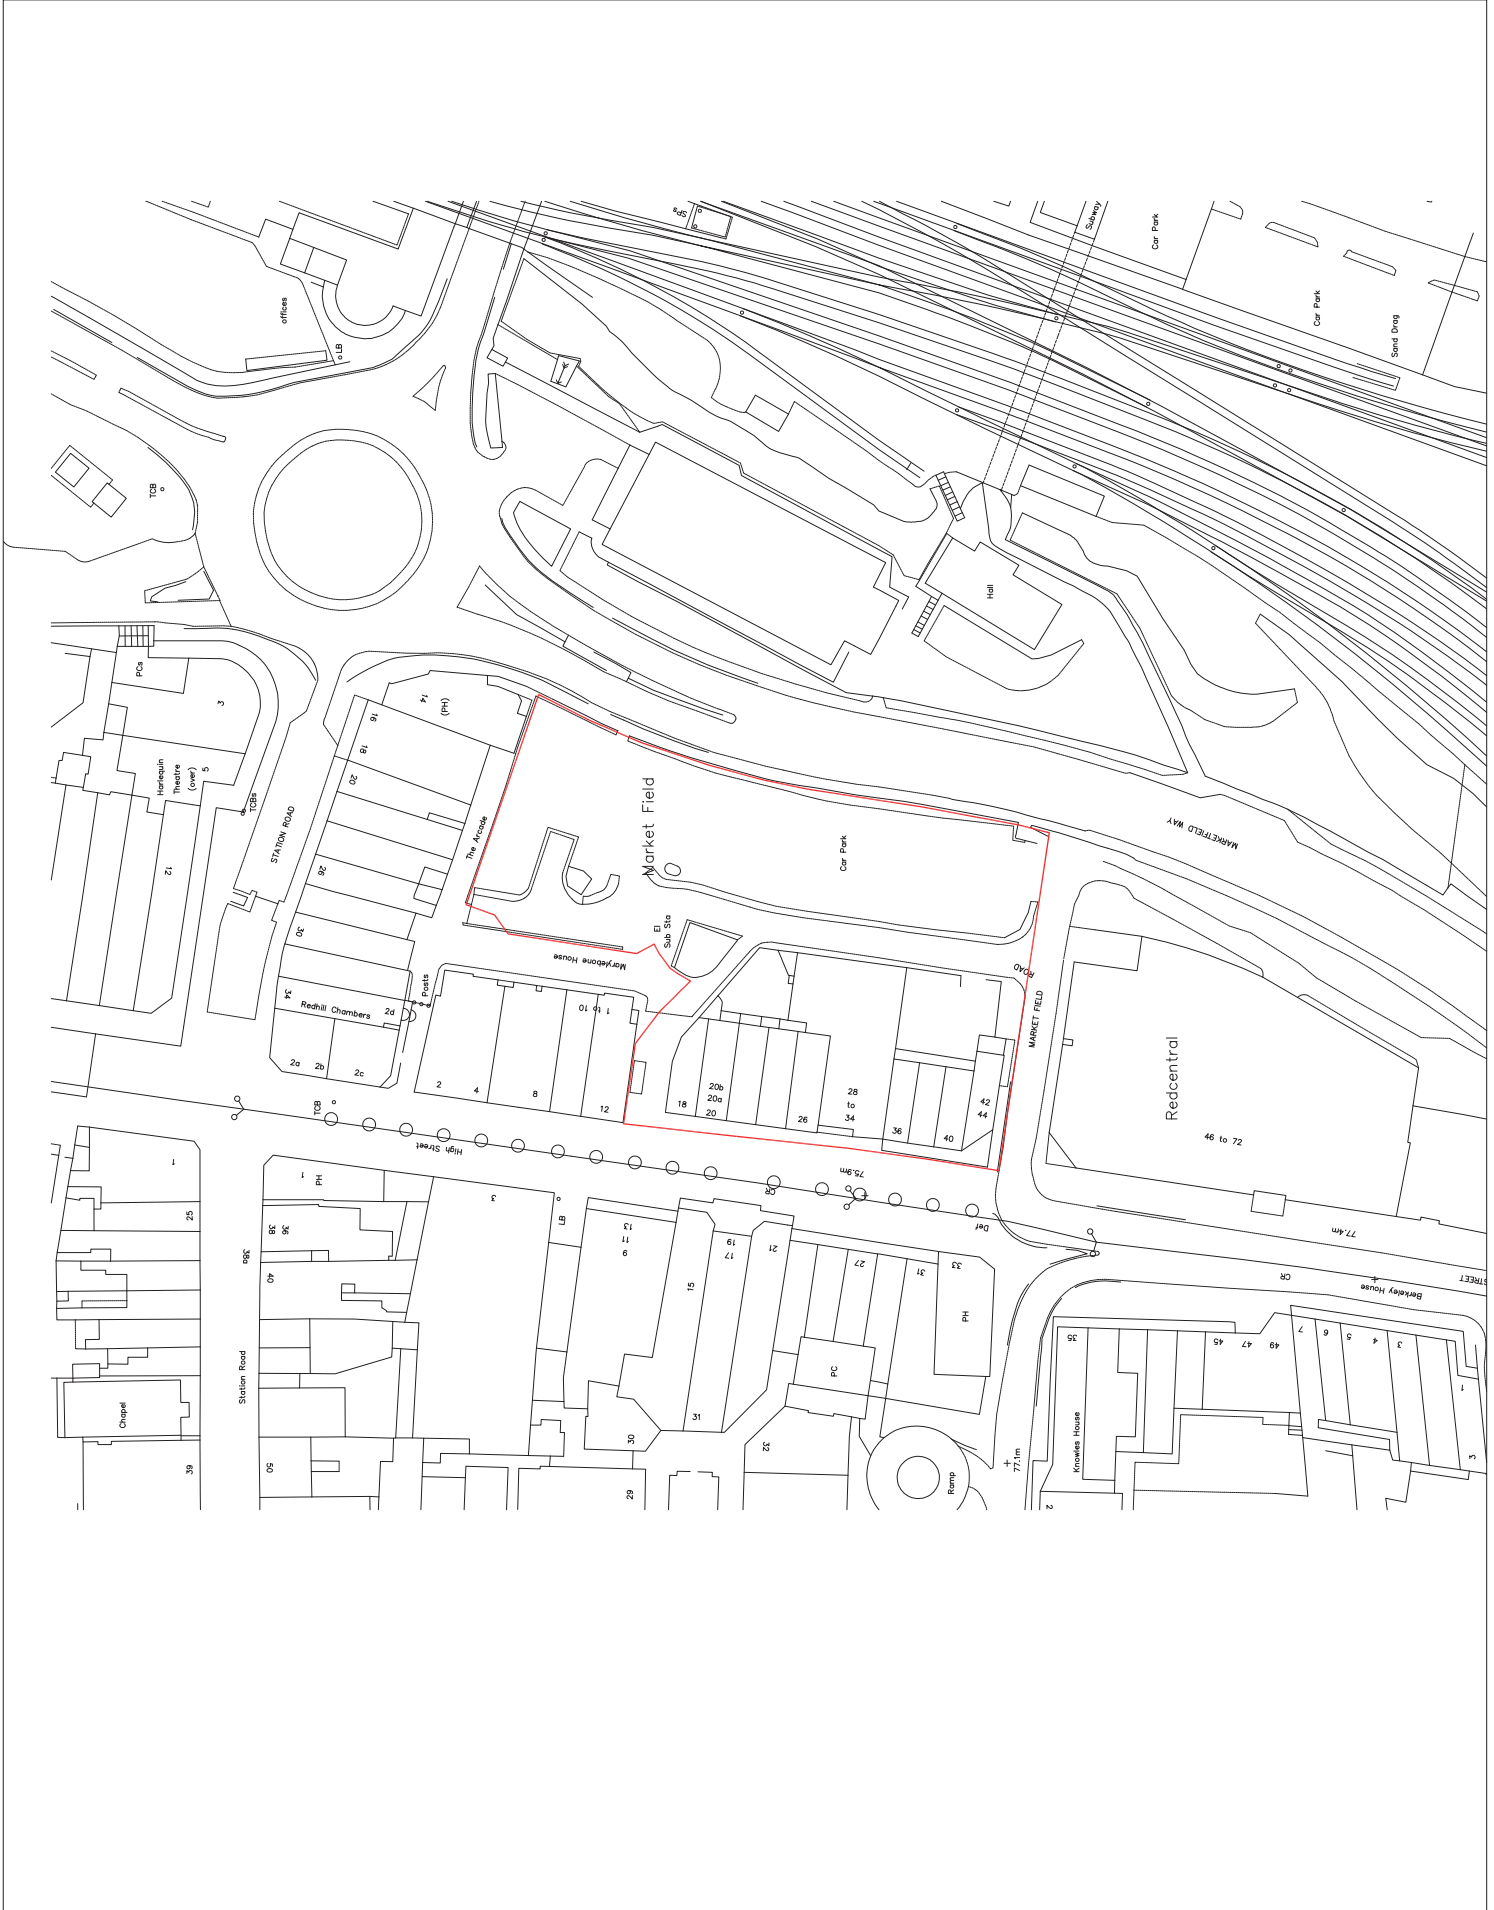 SPs
Subway
Car Park
Car Park
Sand Drag
offices
LB
TCB
Hall
PCs
3
14
(PH)
16
18
20
Harlequin
Theatre
(over)
5
TCBs
STATION ROAD
The Arcade
Market Field
Car Park
MARKETFIELD WAY
12
26
30
El
Sub Sta
Marylebone House
ROAD
MARKET FIELD
34
Redhill Chambers
2d
Posts
1 to 10
2a
2b
2c
2
4
8
12
18
20b
20a
20
26
28
to
34
36
40
42
44
Redcentral
46 to 72
TCB
High Street
75.9m
CR
Def
77.4m
1
1
PH
3
LB
25
38
36
38a
40
13
11
9
15
19
17
21
27
31
33
PH
CR
Berkeley House
STREET
35
45
47
49
7
6
5
4
3
1
Station Road
Chapel
39
50
30
31
29
32
PC
Ramp
77.1m
Knowles House
2
3